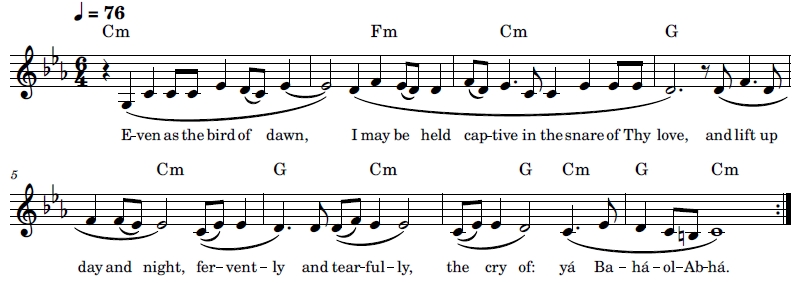 ♩ = 76
Cm Fm Cm G
6 4
E-ven as the bird of dawn, I may be held cap-tive in the snare of Thy love, and lift up
5
Cm G Cm G Cm G Cm
day and night, fer-vent-ly and tear-ful-ly, the cry of: yá Ba-há-ol-Ab-há.